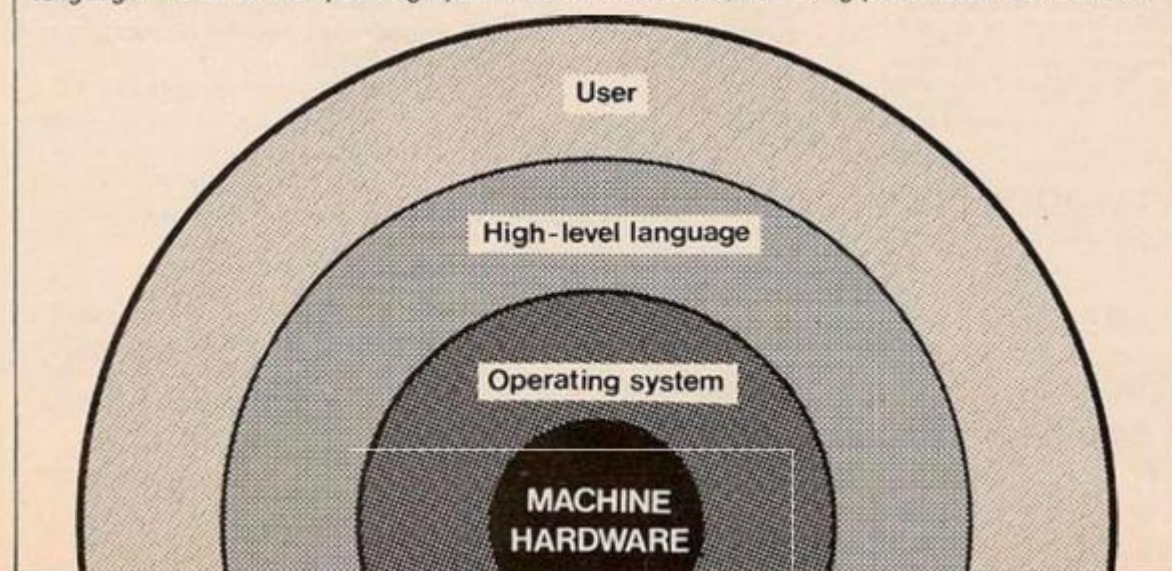 User
High-level language
Operating system
MACHINE
HARDWARE